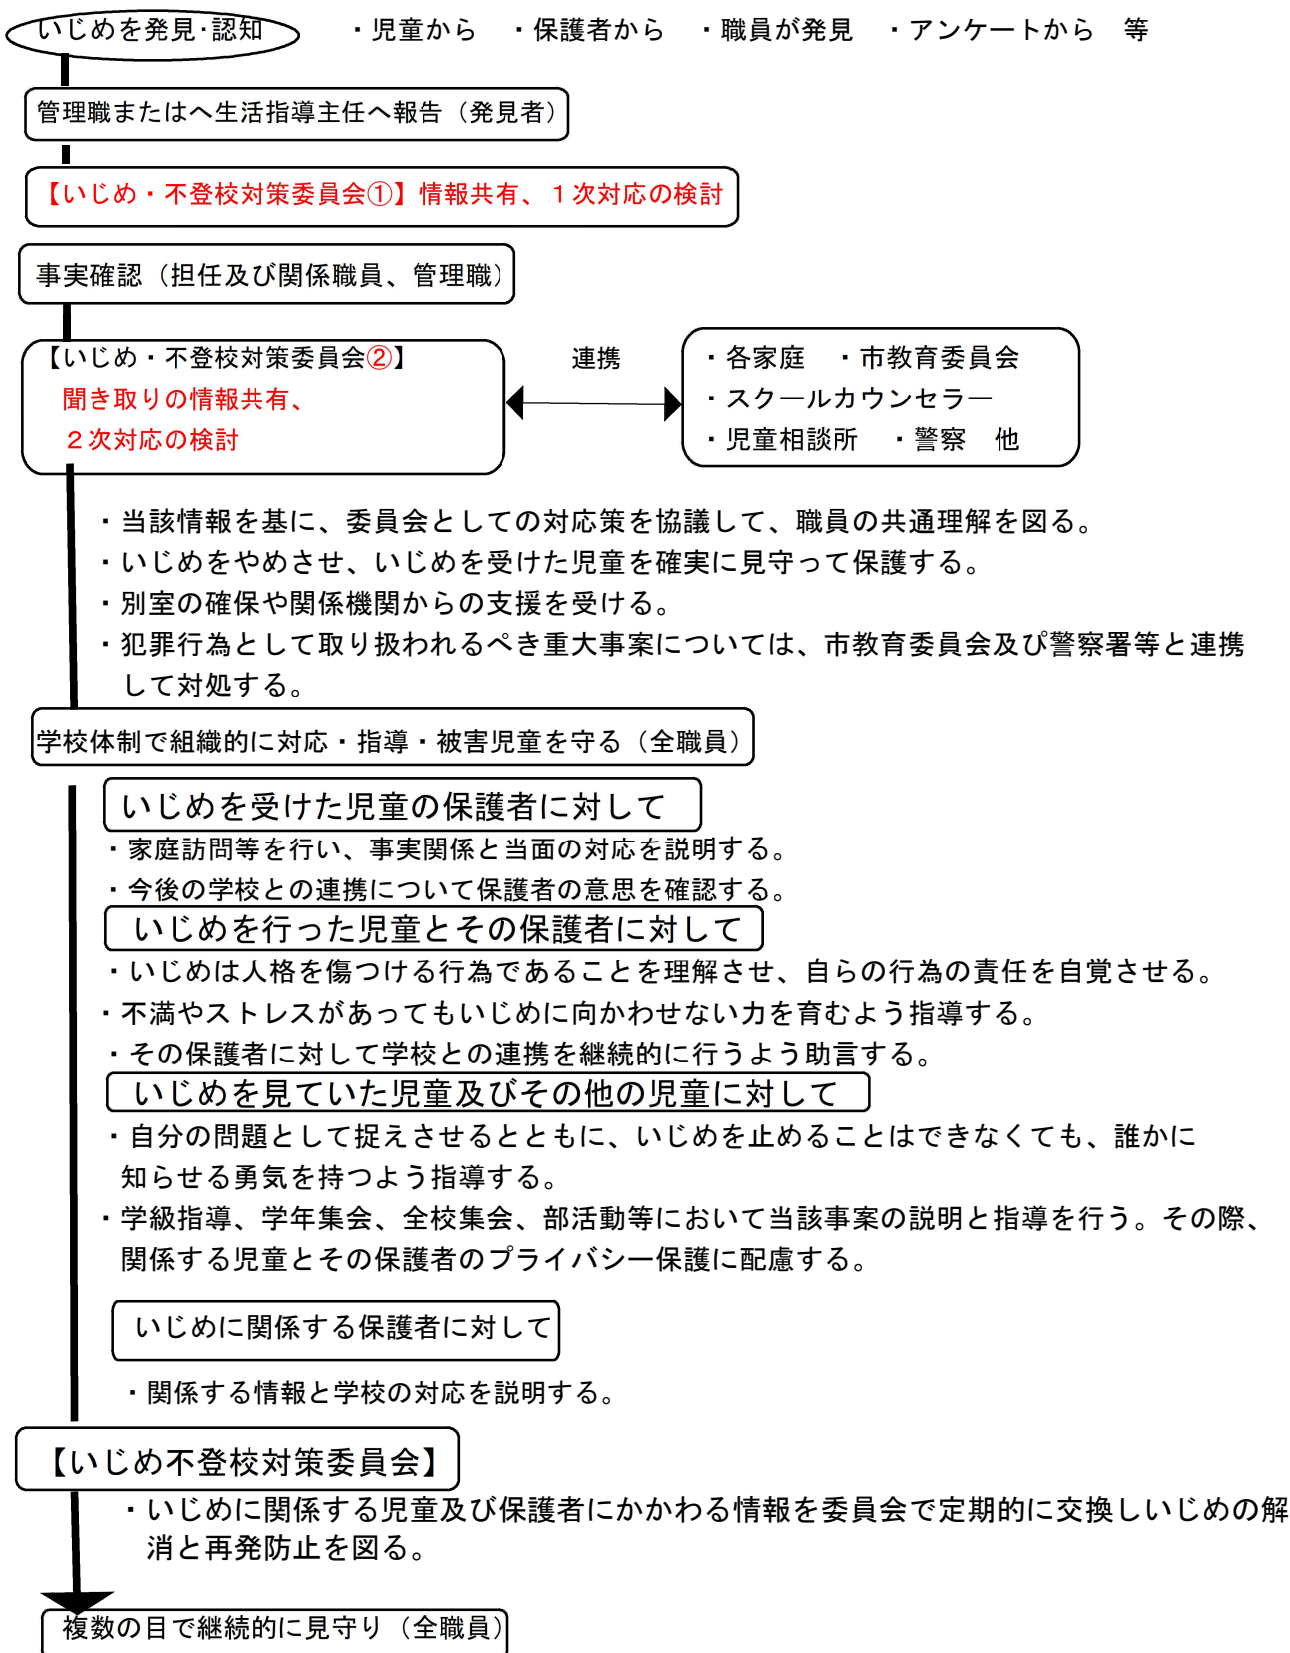 いじめを発見･認知　　・児童から　・保護者から　・職員が発見　・アンケートから　等
管理職またはへ生活指導主任へ報告（発見者）
【いじめ・不登校対策委員会①】情報共有、１次対応の検討
事実確認（担任及び関係職員、管理職）
【いじめ・不登校対策委員会②】
聞き取りの情報共有、
２次対応の検討
連携
・各家庭　・市教育委員会
・スク―ルカウンセラ―
・児童相談所　・警察　他
・当該情報を基に、委員会としての対応策を協議して、職員の共通理解を図る。
・いじめをやめさせ、いじめを受けた児童を確実に見守って保護する。
・別室の確保や関係機関からの支援を受ける。
・犯罪行為として取り扱われるぺき重大事案については、市教育委員会及ぴ警察署等と連携
して対処する。
学校体制で組織的に対応・指導・被害児童を守る（全職員）
いじめを受けた児童の保護者に対して
・家庭訪問等を行い、事実関係と当面の対応を説明する。
・今後の学校との連携について保護者の意思を確認する。
いじめを行った児童とその保護者に対して
・いじめは人格を傷つける行為であることを理解させ、自らの行為の責任を自覚させる。
・不満やストレスがあってもいじめに向かわせない力を育むよう指導する。
・その保護者に対して学校との連携を継続的に行うよう助言する。
いじめを見ていた児童及びその他の児童に対して
・自分の問題として捉えさせるとともに、いじめを止めることはできなくても、誰かに
知らせる勇気を持つよう指導する。
・学級指導、学年集会、全校集会、部活動等において当該事案の説明と指導を行う。その際、
関係する児童とその保護者のプライバシー保護に配慮する。
いじめに関係する保護者に対して
・関係する情報と学校の対応を説明する。
【いじめ不登校対策委員会】
・いじめに関係する児童及び保護者にかかわる情報を委員会で定期的に交換しいじめの解
消と再発防止を図る。
複数の目で継続的に見守り（全職員）